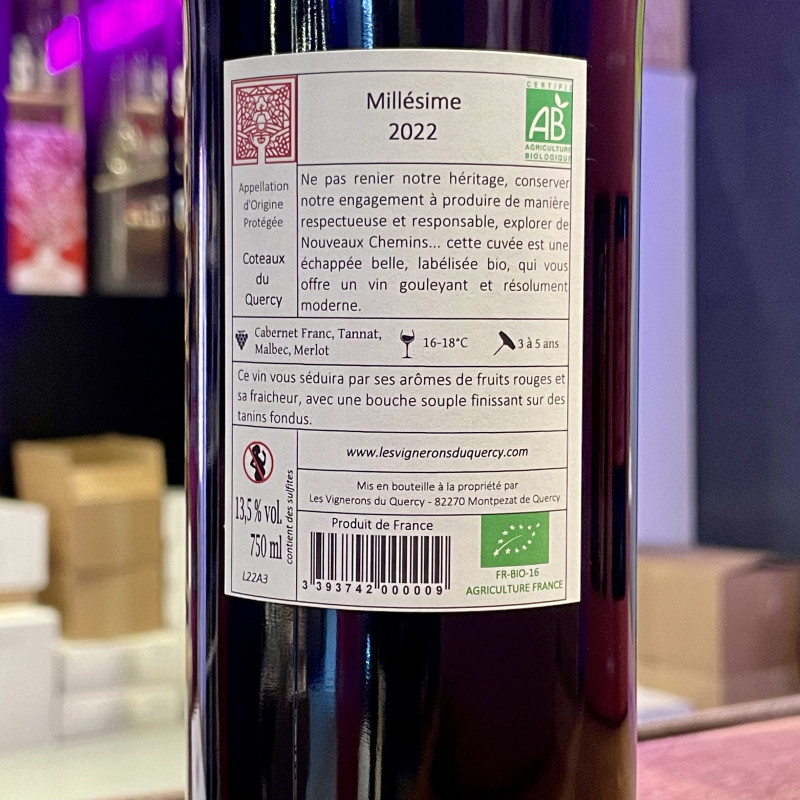 Millésime
2022
CERTIFIÉ
AB
AGRICULTURE
BIOLOGIQUE
Appellation
d'Origine
Protégée
Coteaux
du
Quercy
Ne pas renier notre héritage, conserver
notre engagement à produire de manière
respectueuse et responsable, explorer de
Nouveaux Chemins... cette cuvée est une
échappée belle, labélisée bio, qui vous
offre un vin gouleyant et résolument
moderne.
Cabernet Franc, Tannat,
Malbec, Merlot
16-18°C
3 à 5 ans
Ce vin vous séduira par ses arômes de fruits rouges et
sa fraicheur, avec une bouche souple finissant sur des
tanins fondus.
13,5 % vol.
750 ml
contient des sulfites
L22A3
www.lesvigneronsduquercy.com
Mis en bouteille à la propriété par
Les Vignerons du Quercy - 82270 Montpezat de Quercy
Produit de France
3 393742 000009
FR-BIO-16
AGRICULTURE FRANCE